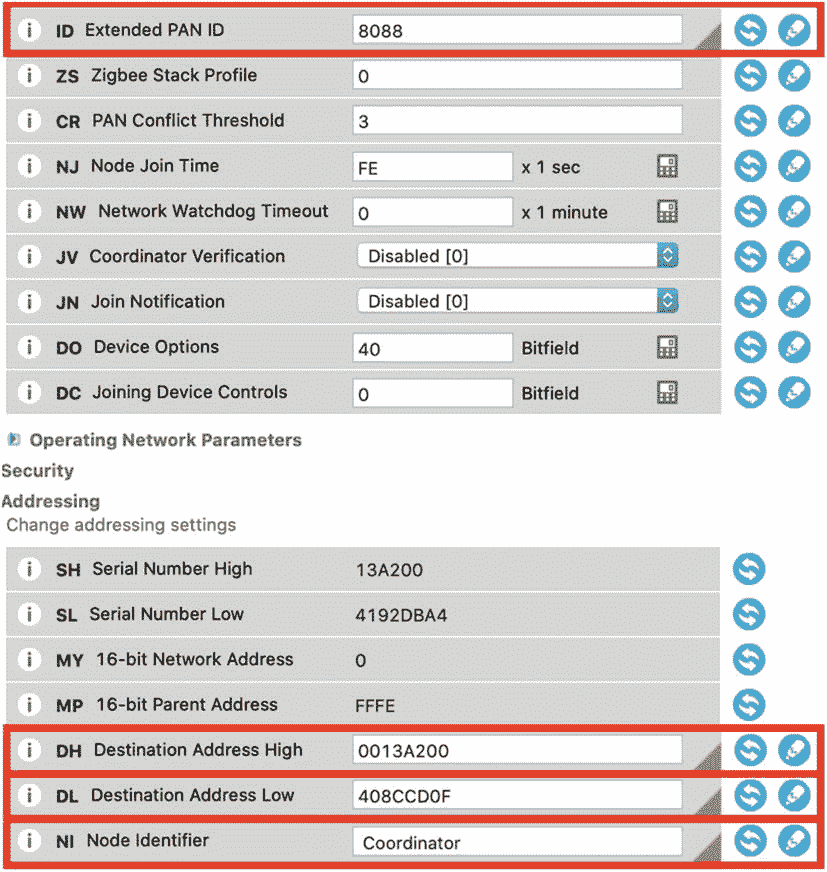 i ID Extended PAN ID 8088
i ZS Zigbee Stack Profile 0
i CR PAN Conflict Threshold 3
i NJ Node Join Time FE x 1 sec
i NW Network Watchdog Timeout 0 x 1 minute
i JV Coordinator Verification Disabled [0]
i JN Join Notification Disabled [0]
i DO Device Options 40 Bitfield
i DC Joining Device Controls 0 Bitfield
Operating Network Parameters
Security
Addressing
Change addressing settings
i SH Serial Number High 13A200
i SL Serial Number Low 4192DBA4
i MY 16-bit Network Address 0
i MP 16-bit Parent Address FFFE
i DH Destination Address High 0013A200
i DL Destination Address Low 408CCD0F
i NI Node Identifier Coordinator